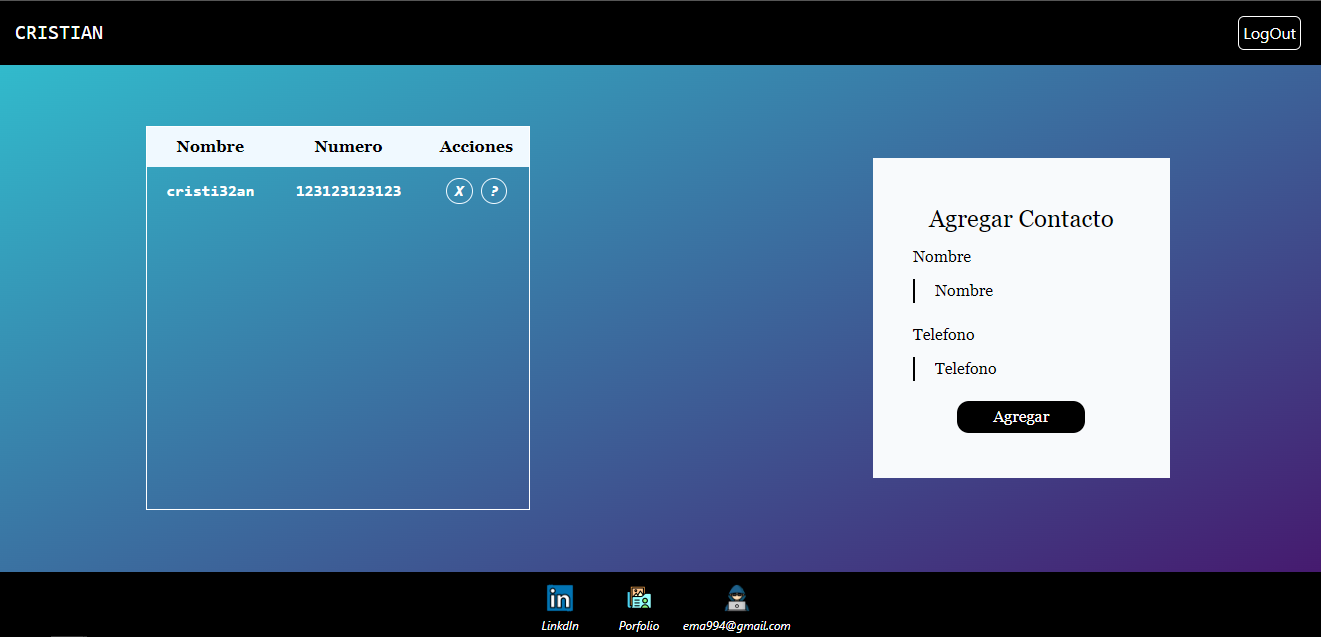 CRISTIAN
LogOut
Nombre Numero Acciones
cristi32an 123123123123 X ?
Agregar Contacto
Nombre
Nombre
Telefono
Telefono
Agregar
in
LinkdIn Porfolio ema994@gmail.com